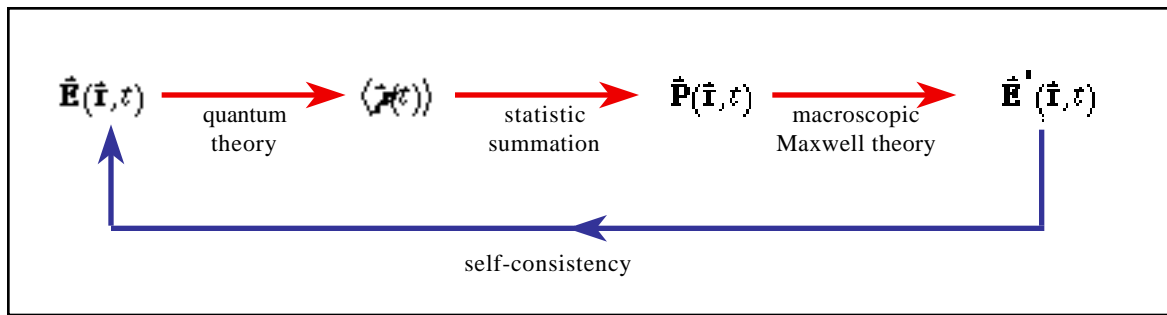 E(r,t) ⟨(t)⟩ P(r,t) E'(r,t)
quantum
theory
statistic
summation
macroscopic
Maxwell theory
self-consistency